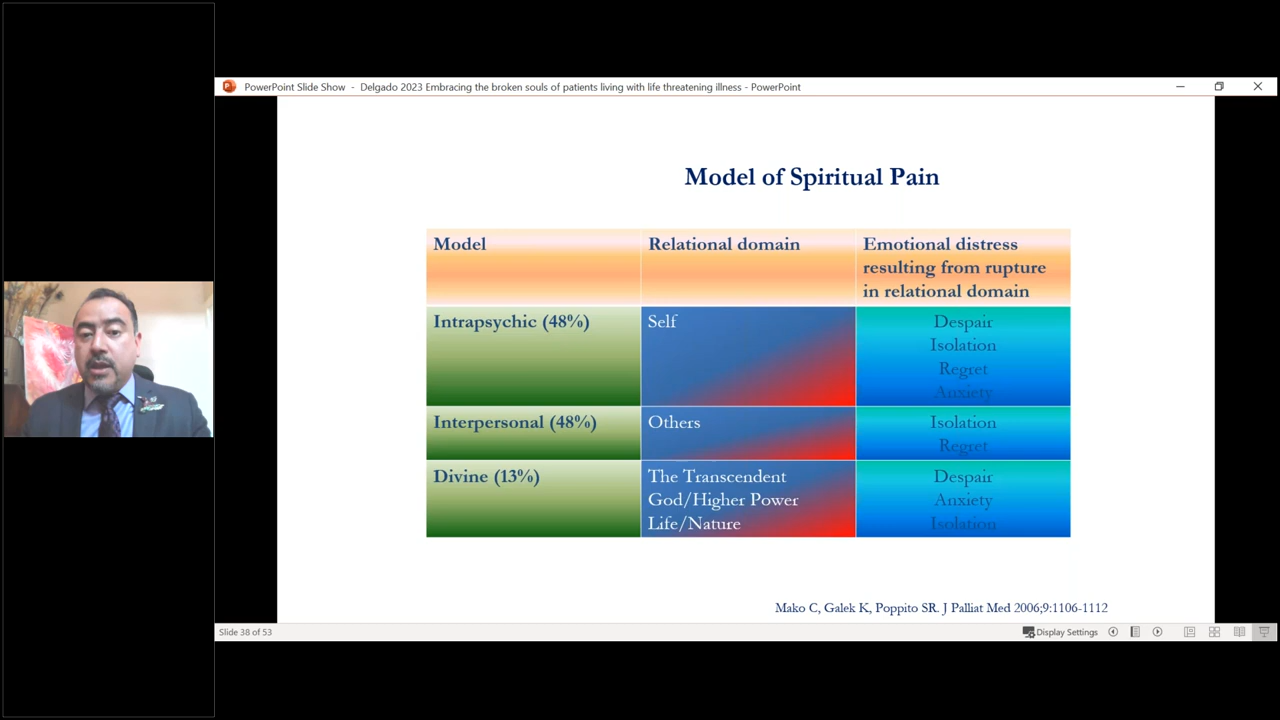 PowerPoint Slide Show - Delgado 2023 Embracing the broken souls of patients living with life threatening illness - PowerPoint
Model of Spiritual Pain
Model
Relational domain
Emotional distress
resulting from rupture
in relational domain
Intrapsychic (48%)
Self
Despair
Isolation
Regret
Anxiety
Interpersonal (48%)
Others
Isolation
Regret
Divine (13%)
The Transcendent
God/Higher Power
Life/Nature
Despair
Anxiety
Isolation
Mako C, Galek K, Poppito SR. J Palliat Med 2006;9:1106-1112
Slide 38 of 53
Display Settings